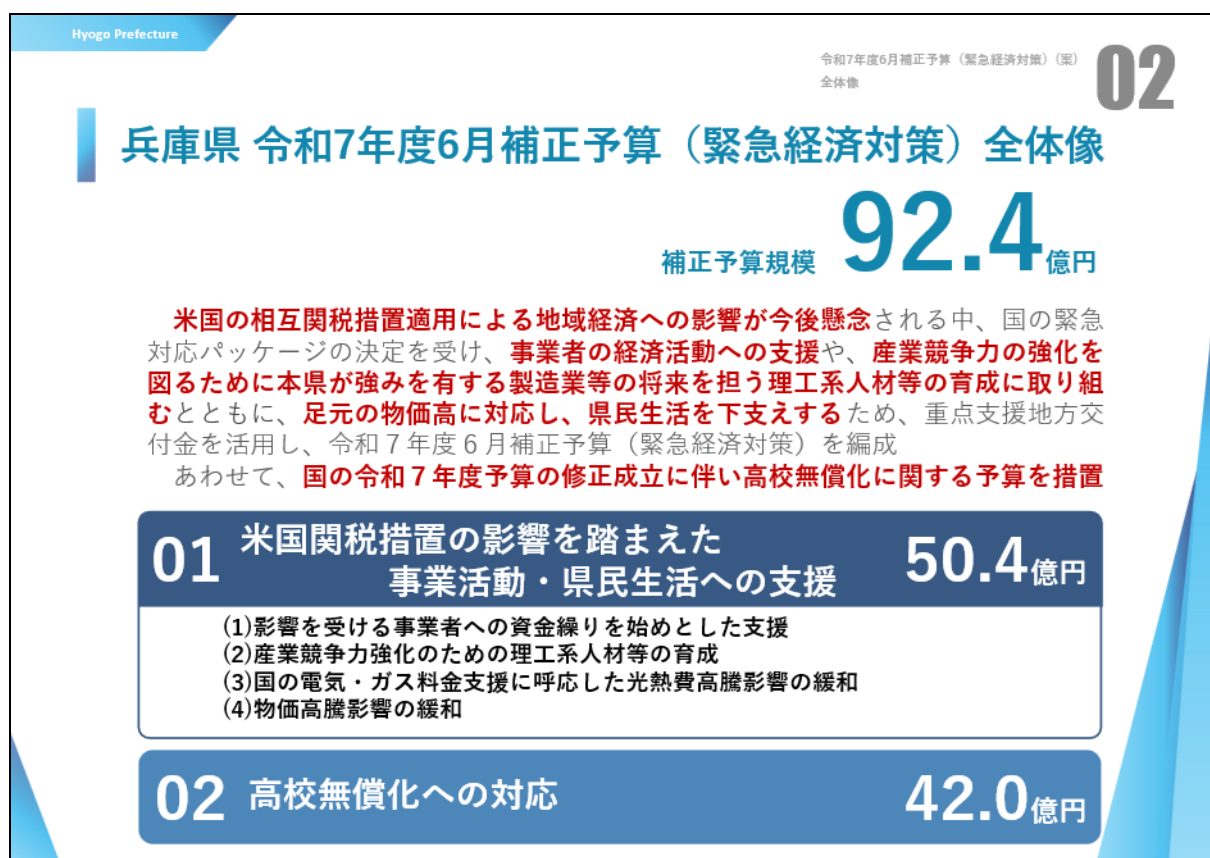 Hyogo Prefecture
令和7年度6月補正予算（緊急経済対策）(案)
全体像
02
兵庫県 令和7年度6月補正予算（緊急経済対策）全体像
補正予算規模 92.4億円
米国の相互関税措置適用による地域経済への影響が今後懸念される中、国の緊急
対応パッケージの決定を受け、事業者の経済活動への支援や、産業競争力の強化を
図るために本県が強みを有する製造業等の将来を担う理工系人材等の育成に取り組
むとともに、足元の物価高に対応し、県民生活を下支えするため、重点支援地方交
付金を活用し、令和７年度６月補正予算（緊急経済対策）を編成
あわせて、国の令和７年度予算の修正成立に伴い高校無償化に関する予算を措置
01 米国関税措置の影響を踏まえた
事業活動・県民生活への支援 50.4億円
(1)影響を受ける事業者への資金繰りを始めとした支援
(2)産業競争力強化のための理工系人材等の育成
(3)国の電気・ガス料金支援に呼応した光熱費高騰影響の緩和
(4)物価高騰影響の緩和
02 高校無償化への対応 42.0億円